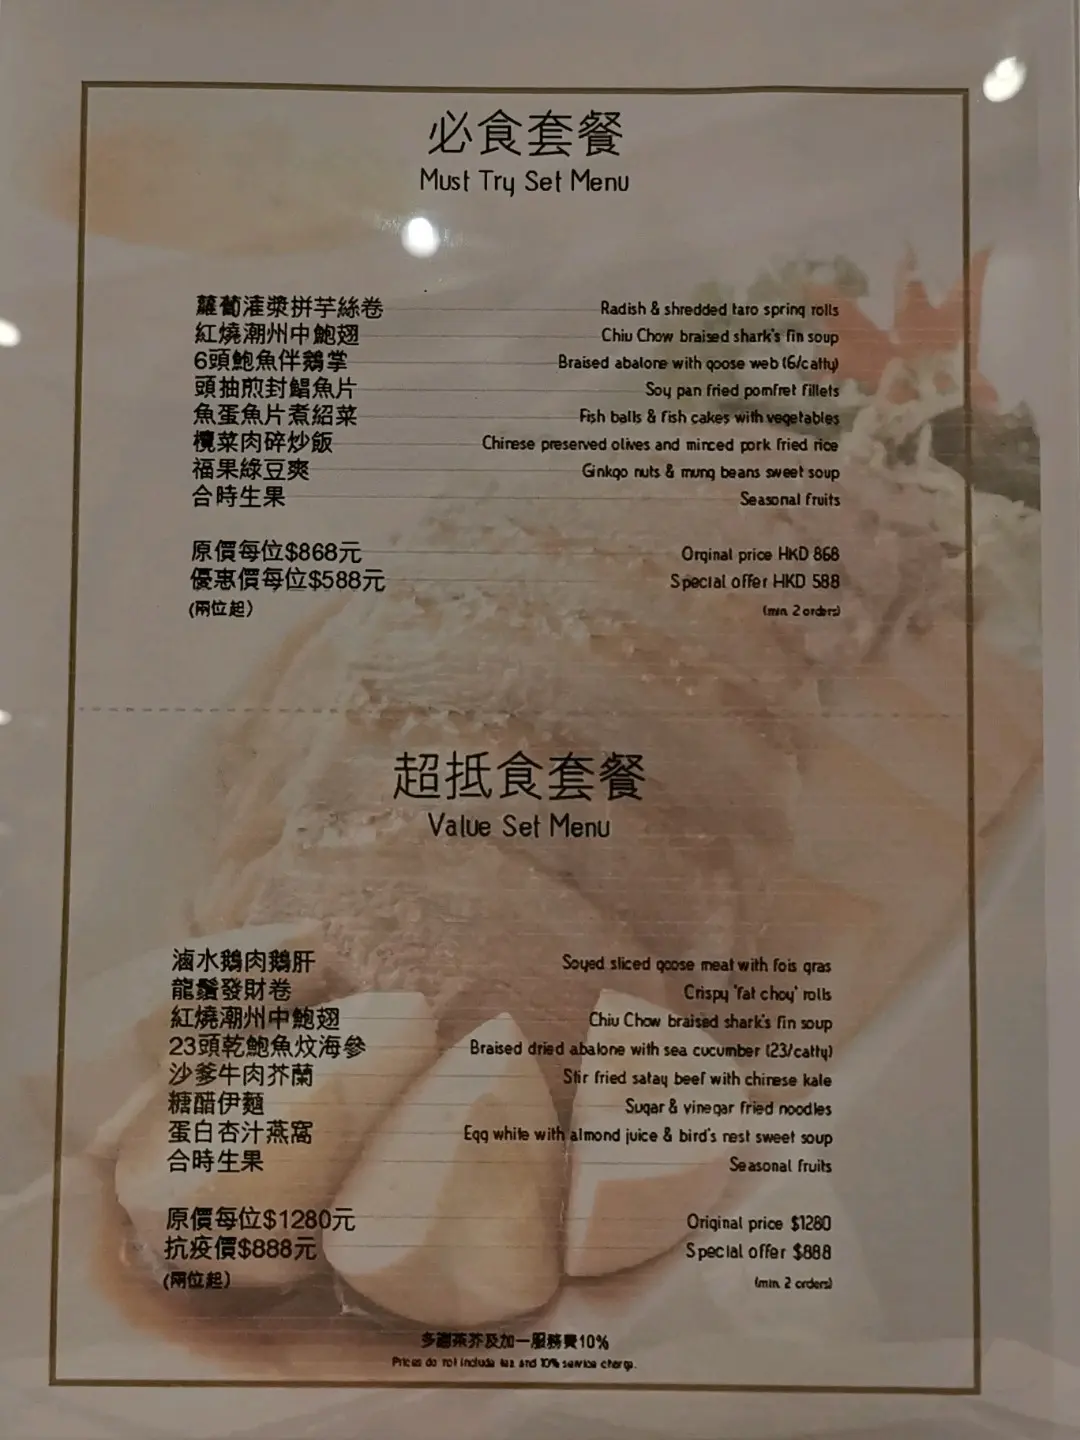 必食套餐
Must Try Set Menu
蘿蔔滙漿拼芋絲卷 Radish & shredded taro spring rolls
紅燒潮州中鮑翅 Chiu Chow braised shark's fin soup
6頭鮑魚伴鵝掌 Braised abalone with goose web (6/catty)
頭抽煎封鯧魚片 Soy pan fried pomfret fillets
魚蛋魚片煮紹菜 Fish balls & fish cakes with vegetables
欖菜肉碎炒飯 Chinese preserved olives and minced pork fried rice
福果綠豆爽 Ginkgo nuts & mung beans sweet soup
合時生果 Seasonal fruits
原價每位$868元 Orginal price HKD 868
優惠價每位$588元 Special offer HKD 588
(兩位起) (min. 2 orders)
超抵食套餐
Value Set Menu
滷水鵝肉鵝肝 Soyed sliced goose meat with fois gras
龍鬚發財卷 Crispy 'fat choy' rolls
紅燒潮州中鮑翅 Chiu Chow braised shark's fin soup
23頭乾鮑魚炆海參 Braised dried abalone with sea cucumber (23/catty)
沙爹牛肉芥蘭 Stir fried satay beef with chinese kale
糖醋伊麵 Sugar & vinegar fried noodles
蛋白杏汁燕窩 Egg white with almond juice & bird's nest sweet soup
合時生果 Seasonal fruits
原價每位$1280元 Original price $1280
抗疫價$888元 Special offer $888
(兩位起) (min. 2 orders)
多謝茶芥及加一服務費10%
Prices do not include tea and 10% service charge.